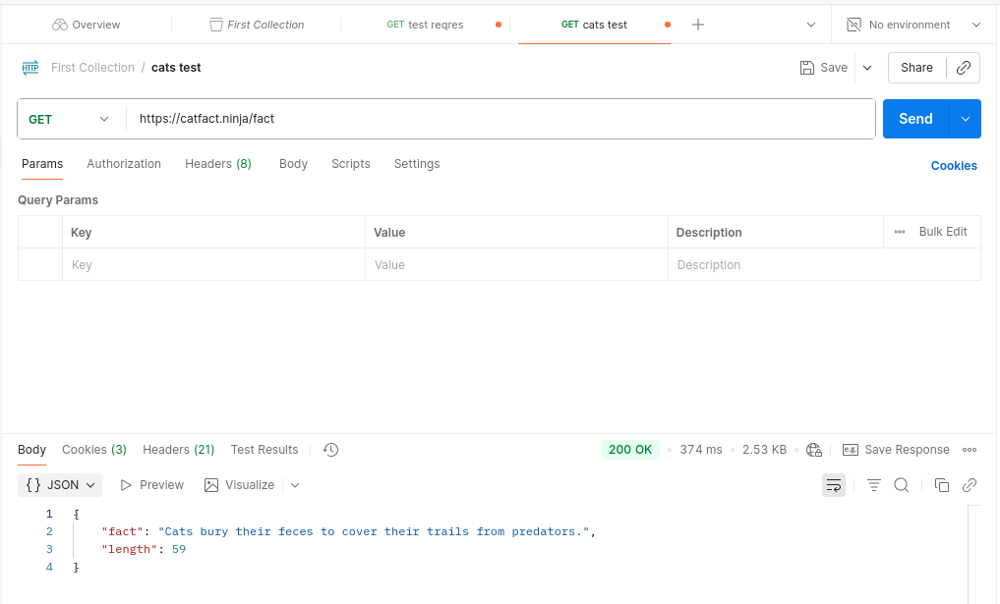 Overview First Collection GET test reqres GET cats test No environment
HTTP First Collection / cats test Save Share
GET https://catfact.ninja/fact Send
Params Authorization Headers (8) Body Scripts Settings Cookies
Query Params
Key Value Description Bulk Edit
Key Value Description
Body Cookies (3) Headers (21) Test Results 200 OK 374 ms 2.53 KB e.g. Save Response
{} JSON Preview Visualize
1 {
2 "fact": "Cats bury their feces to cover their trails from predators.",
3 "length": 59
4 }